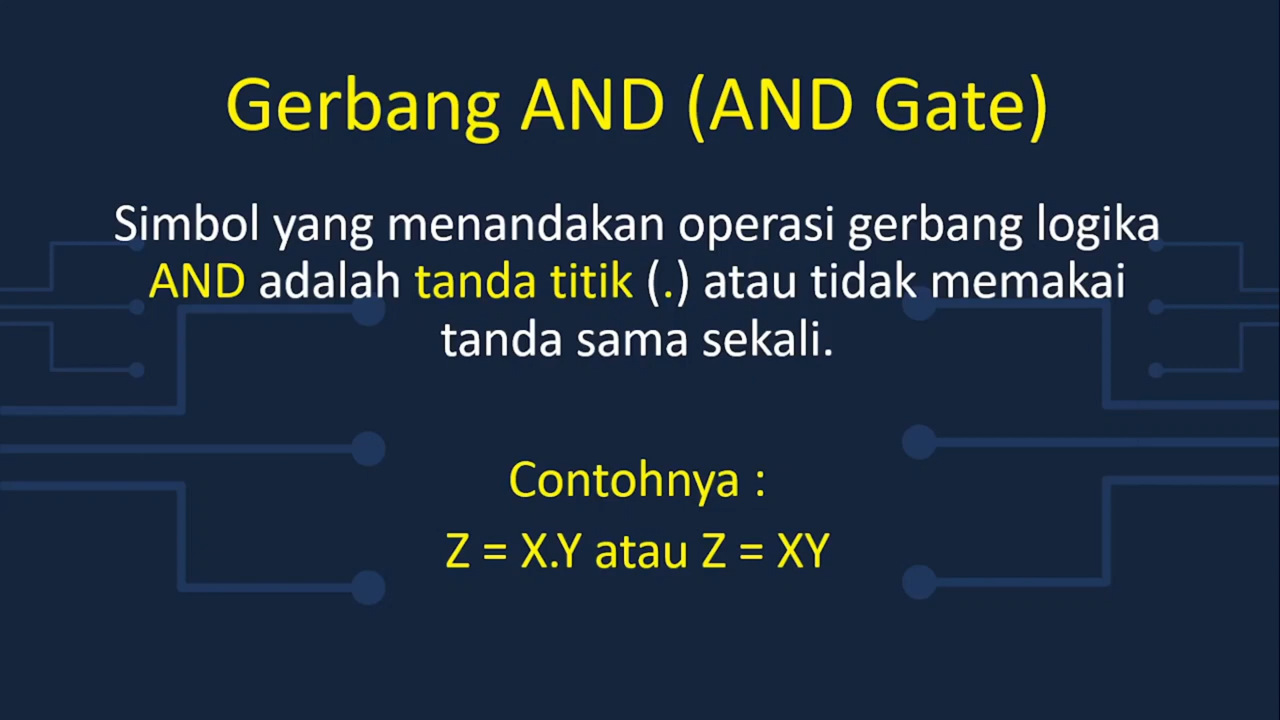 Gerbang AND (AND Gate)
Simbol yang menandakan operasi gerbang logika
AND adalah tanda titik (.) atau tidak memakai
tanda sama sekali.
Contohnya :
Z = X.Y atau Z = XY